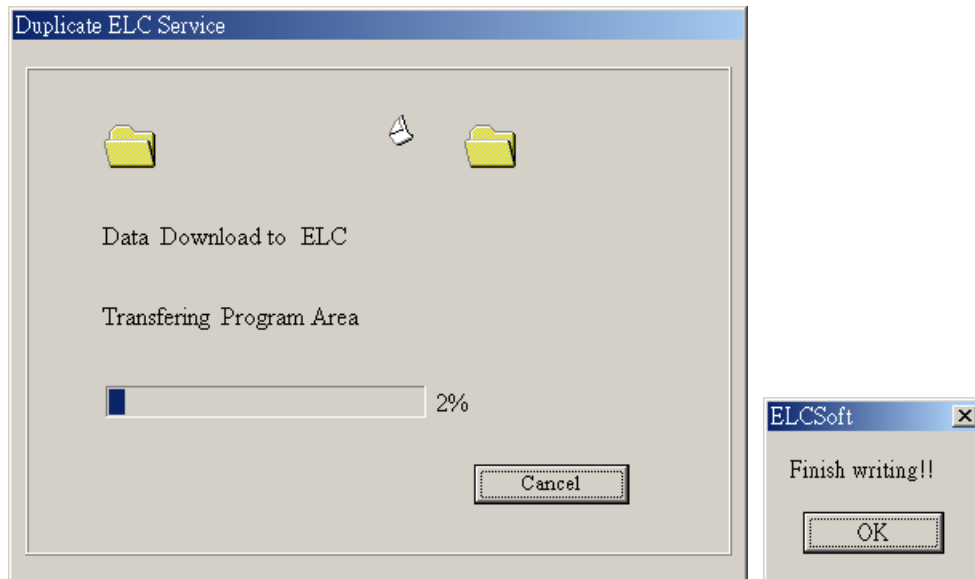 Duplicate ELC Service
Data Download to ELC
Transfering Program Area
2%
Cancel
ELCSoft
Finish writing!!
OK